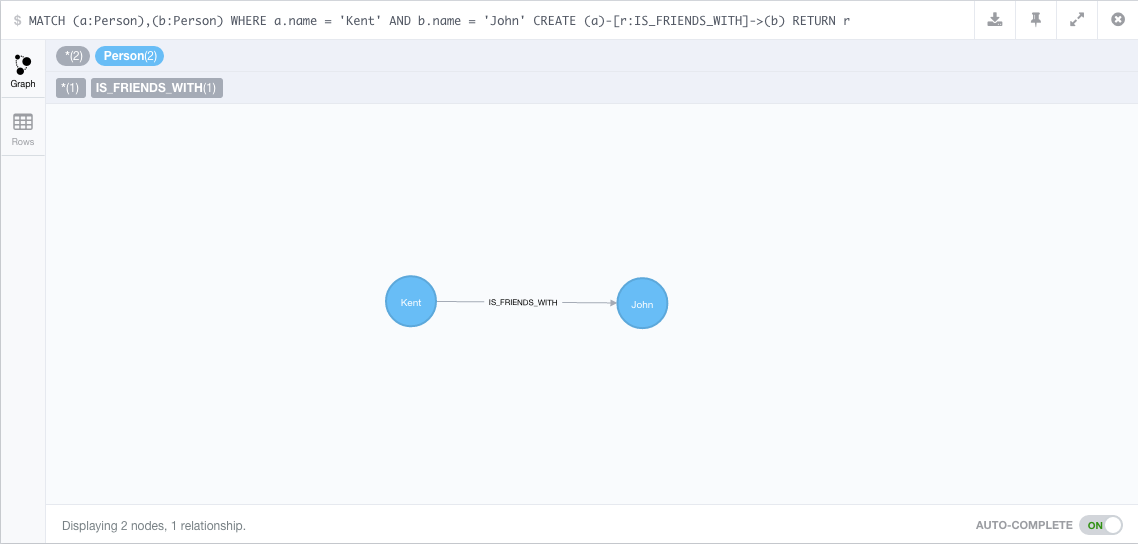 $ MATCH (a:Person),(b:Person) WHERE a.name = 'Kent' AND b.name = 'John' CREATE (a)-[r:IS_FRIENDS_WITH]->(b) RETURN r
*(2) Person(2)
Graph
*(1) IS_FRIENDS_WITH(1)
Rows
Kent IS_FRIENDS_WITH John
Displaying 2 nodes, 1 relationship.
AUTO-COMPLETE ON